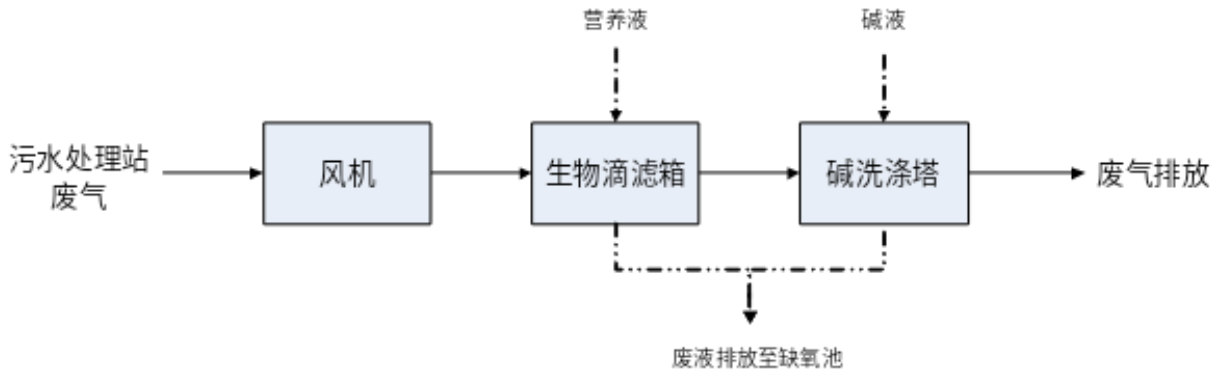 营养液
碱液
污水处理站
废气
风机
生物滴滤箱
碱洗涤塔
废气排放
废液排放至缺氧池